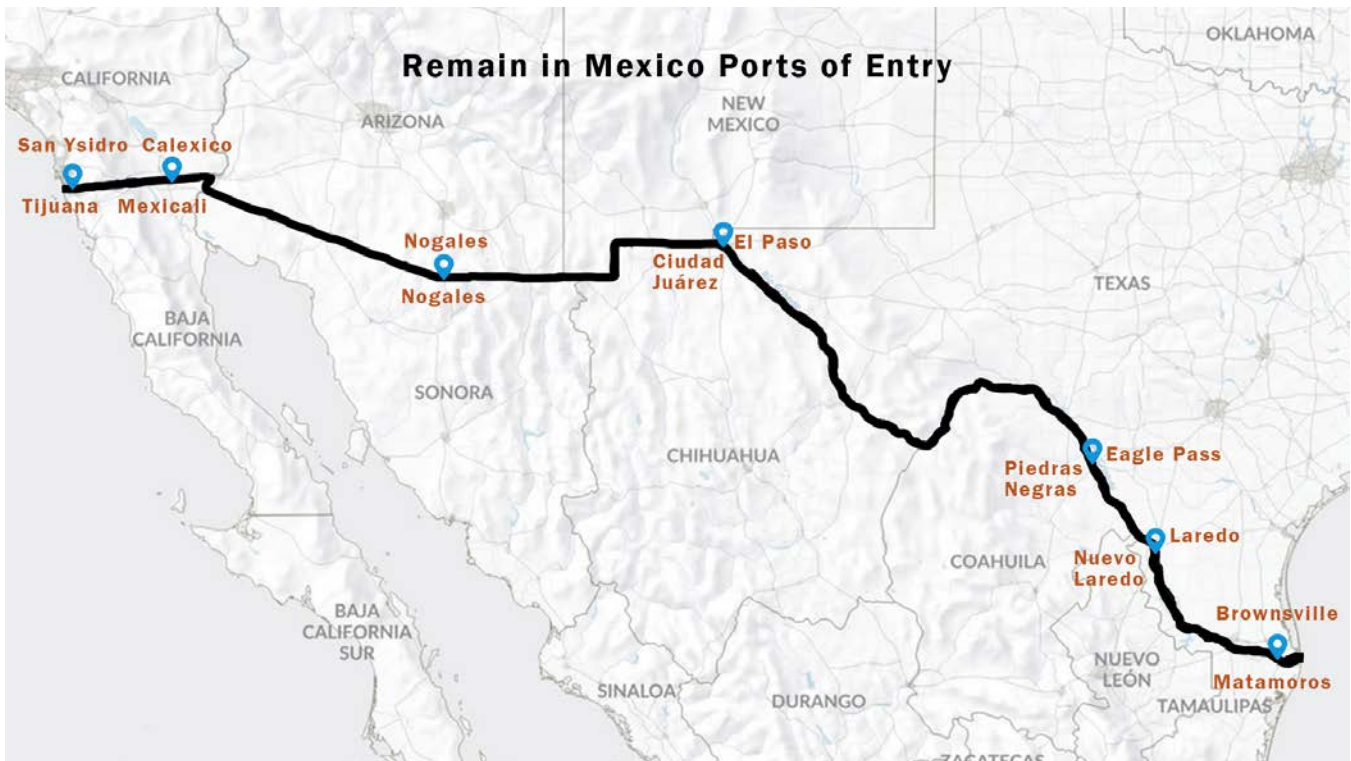 OKLAHOMA
Remain in Mexico Ports of Entry
CALIFORNIA
NEW
MEXICO
ARIZONA
San Ysidro
Calexico
Tijuana
Mexicali
Nogales
Nogales
El Paso
Ciudad
Juárez
TEXAS
BAJA
CALIFORNIA
SONORA
CHIHUAHUA
Eagle Pass
Piedras
Negras
Laredo
Nuevo
Laredo
COAHUILA
BAJA
CALIFORNIA
SUR
Brownsville
Matamoros
NUEVO
LEÓN
TAMAULIPAS
SINALOA
DURANGO
ZACATECAS